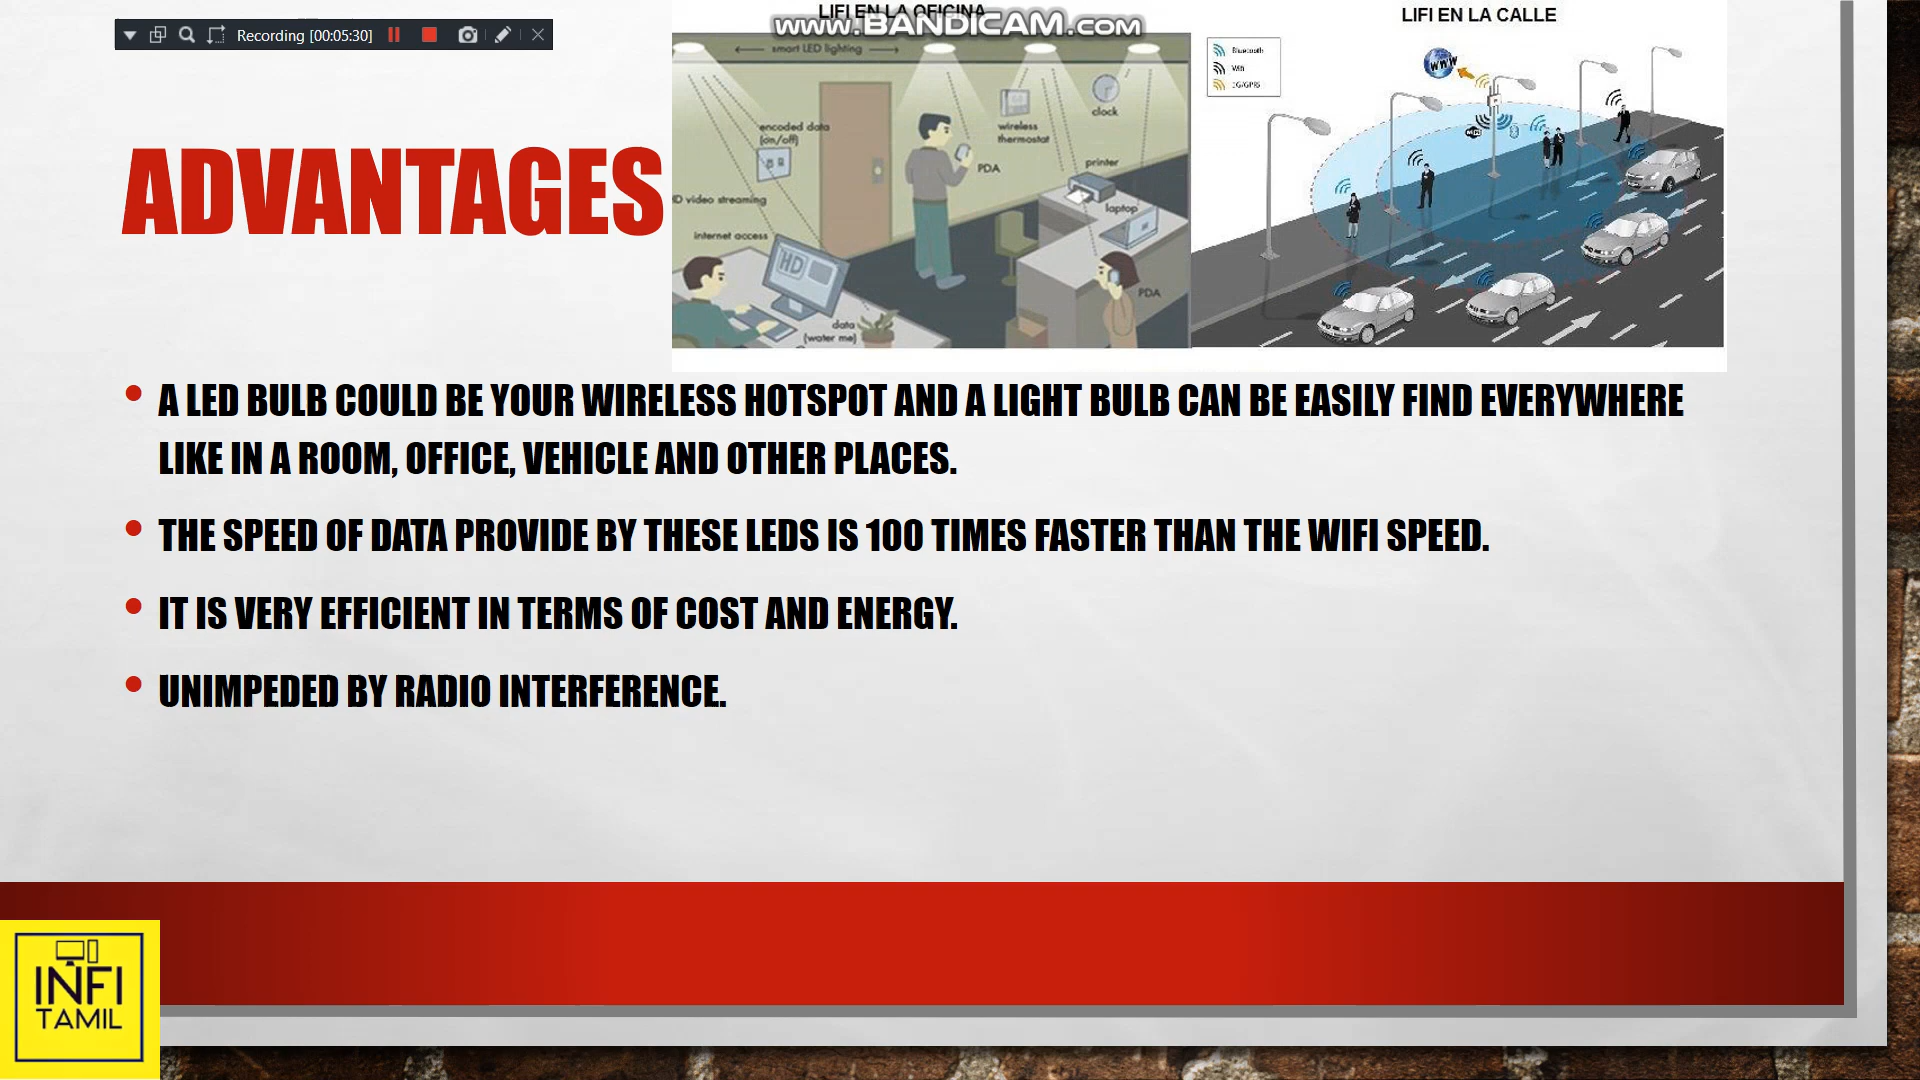 LIFI EN LA OFICINA
www.BANDICAM.com
LIFI EN LA CALLE
Recording [00:05:30]
smart LED lighting
Bluetooth
Wifi
3G/GPRS
WWW
clock
encoded data
(on/off)
wireless
thermostat
PDA
printer
HD video streaming
laptop
internet access
HD
PDA
data
(water me)
ADVANTAGES
• A LED BULB COULD BE YOUR WIRELESS HOTSPOT AND A LIGHT BULB CAN BE EASILY FIND EVERYWHERE
LIKE IN A ROOM, OFFICE, VEHICLE AND OTHER PLACES.
• THE SPEED OF DATA PROVIDE BY THESE LEDS IS 100 TIMES FASTER THAN THE WIFI SPEED.
• IT IS VERY EFFICIENT IN TERMS OF COST AND ENERGY.
• UNIMPEDED BY RADIO INTERFERENCE.
INFI
TAMIL